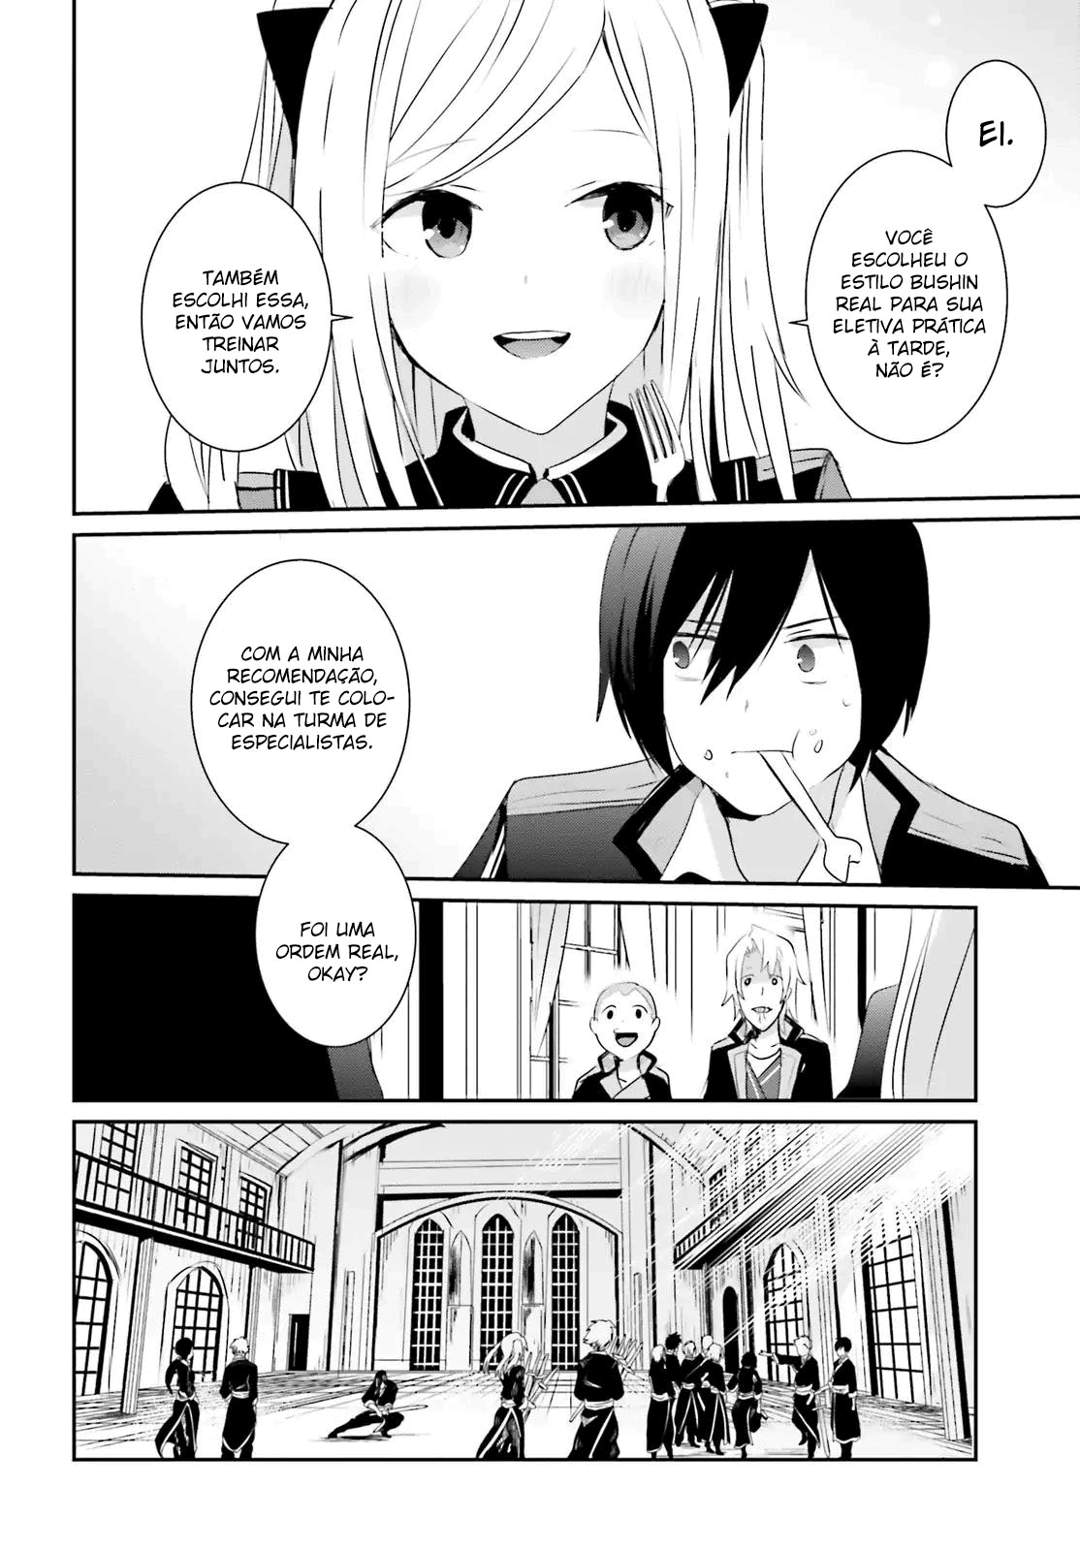 EI.
VOCÊ
ESCOLHEU O
ESTILO BUSHIN
REAL PARA SUA
ELETIVA PRÁTICA
À TARDE,
NÃO É?
TAMBÉM
ESCOLHI ESSA,
ENTÃO VAMOS
TREINAR
JUNTOS.
COM A MINHA
RECOMENDAÇÃO,
CONSEGUI TE COLO-
CAR NA TURMA DE
ESPECIALISTAS.
FOI UMA
ORDEM REAL,
OKAY?